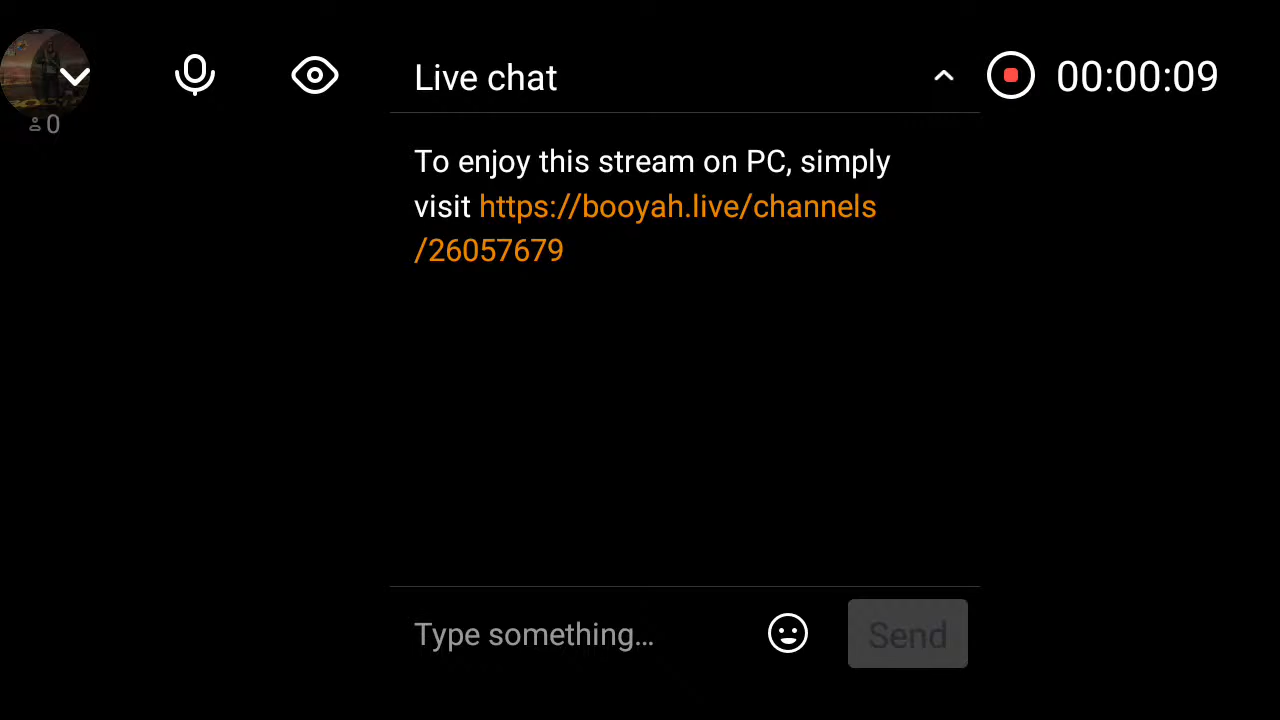 Live chat
00:00:09
0
To enjoy this stream on PC, simply
visit https://booyah.live/channels
/26057679
Type something...
Send